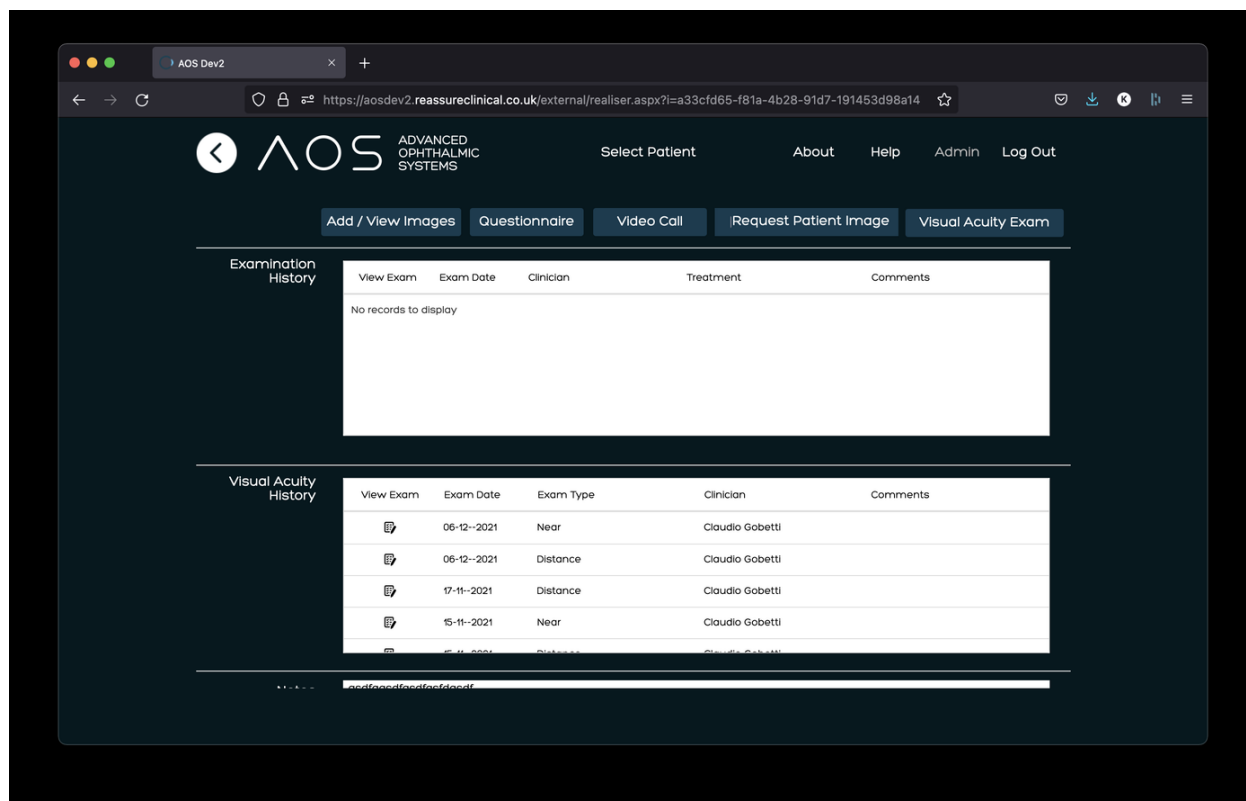 AOS Dev2
https://aosdev2.reassureclinical.co.uk/external/realiser.aspx?i=a33cfd65-f81a-4b28-91d7-191453d98a14
K
AOS
ADVANCED
OPHTHALMIC
SYSTEMS
Select Patient About Help Admin Log Out
Add / View Images Questionnaire Video Call Request Patient Image Visual Acuity Exam
Examination
History
View Exam Exam Date Clinician Treatment Comments
No records to display
Visual Acuity
History
View Exam Exam Date Exam Type Clinician Comments
06-12--2021 Near Claudio Gobetti
06-12--2021 Distance Claudio Gobetti
17-11--2021 Distance Claudio Gobetti
15-11--2021 Near Claudio Gobetti